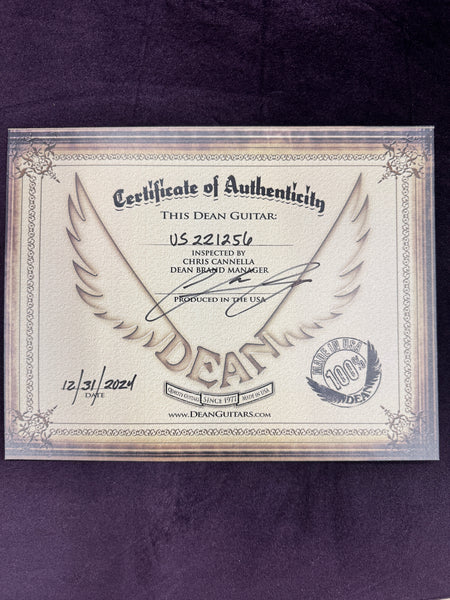 Certificate of Authenticity
THIS DEAN GUITAR:
US 221256
INSPECTED BY
CHRIS CANNELLA
DEAN BRAND MANAGER
PRODUCED IN THE USA
DEAN
MADE IN USA
100%
DEAN
12/31/2024
DATE
QUALITY GUITARS SINCE 1977 MADE IN USA
WWW.DEANGUITARS.COM